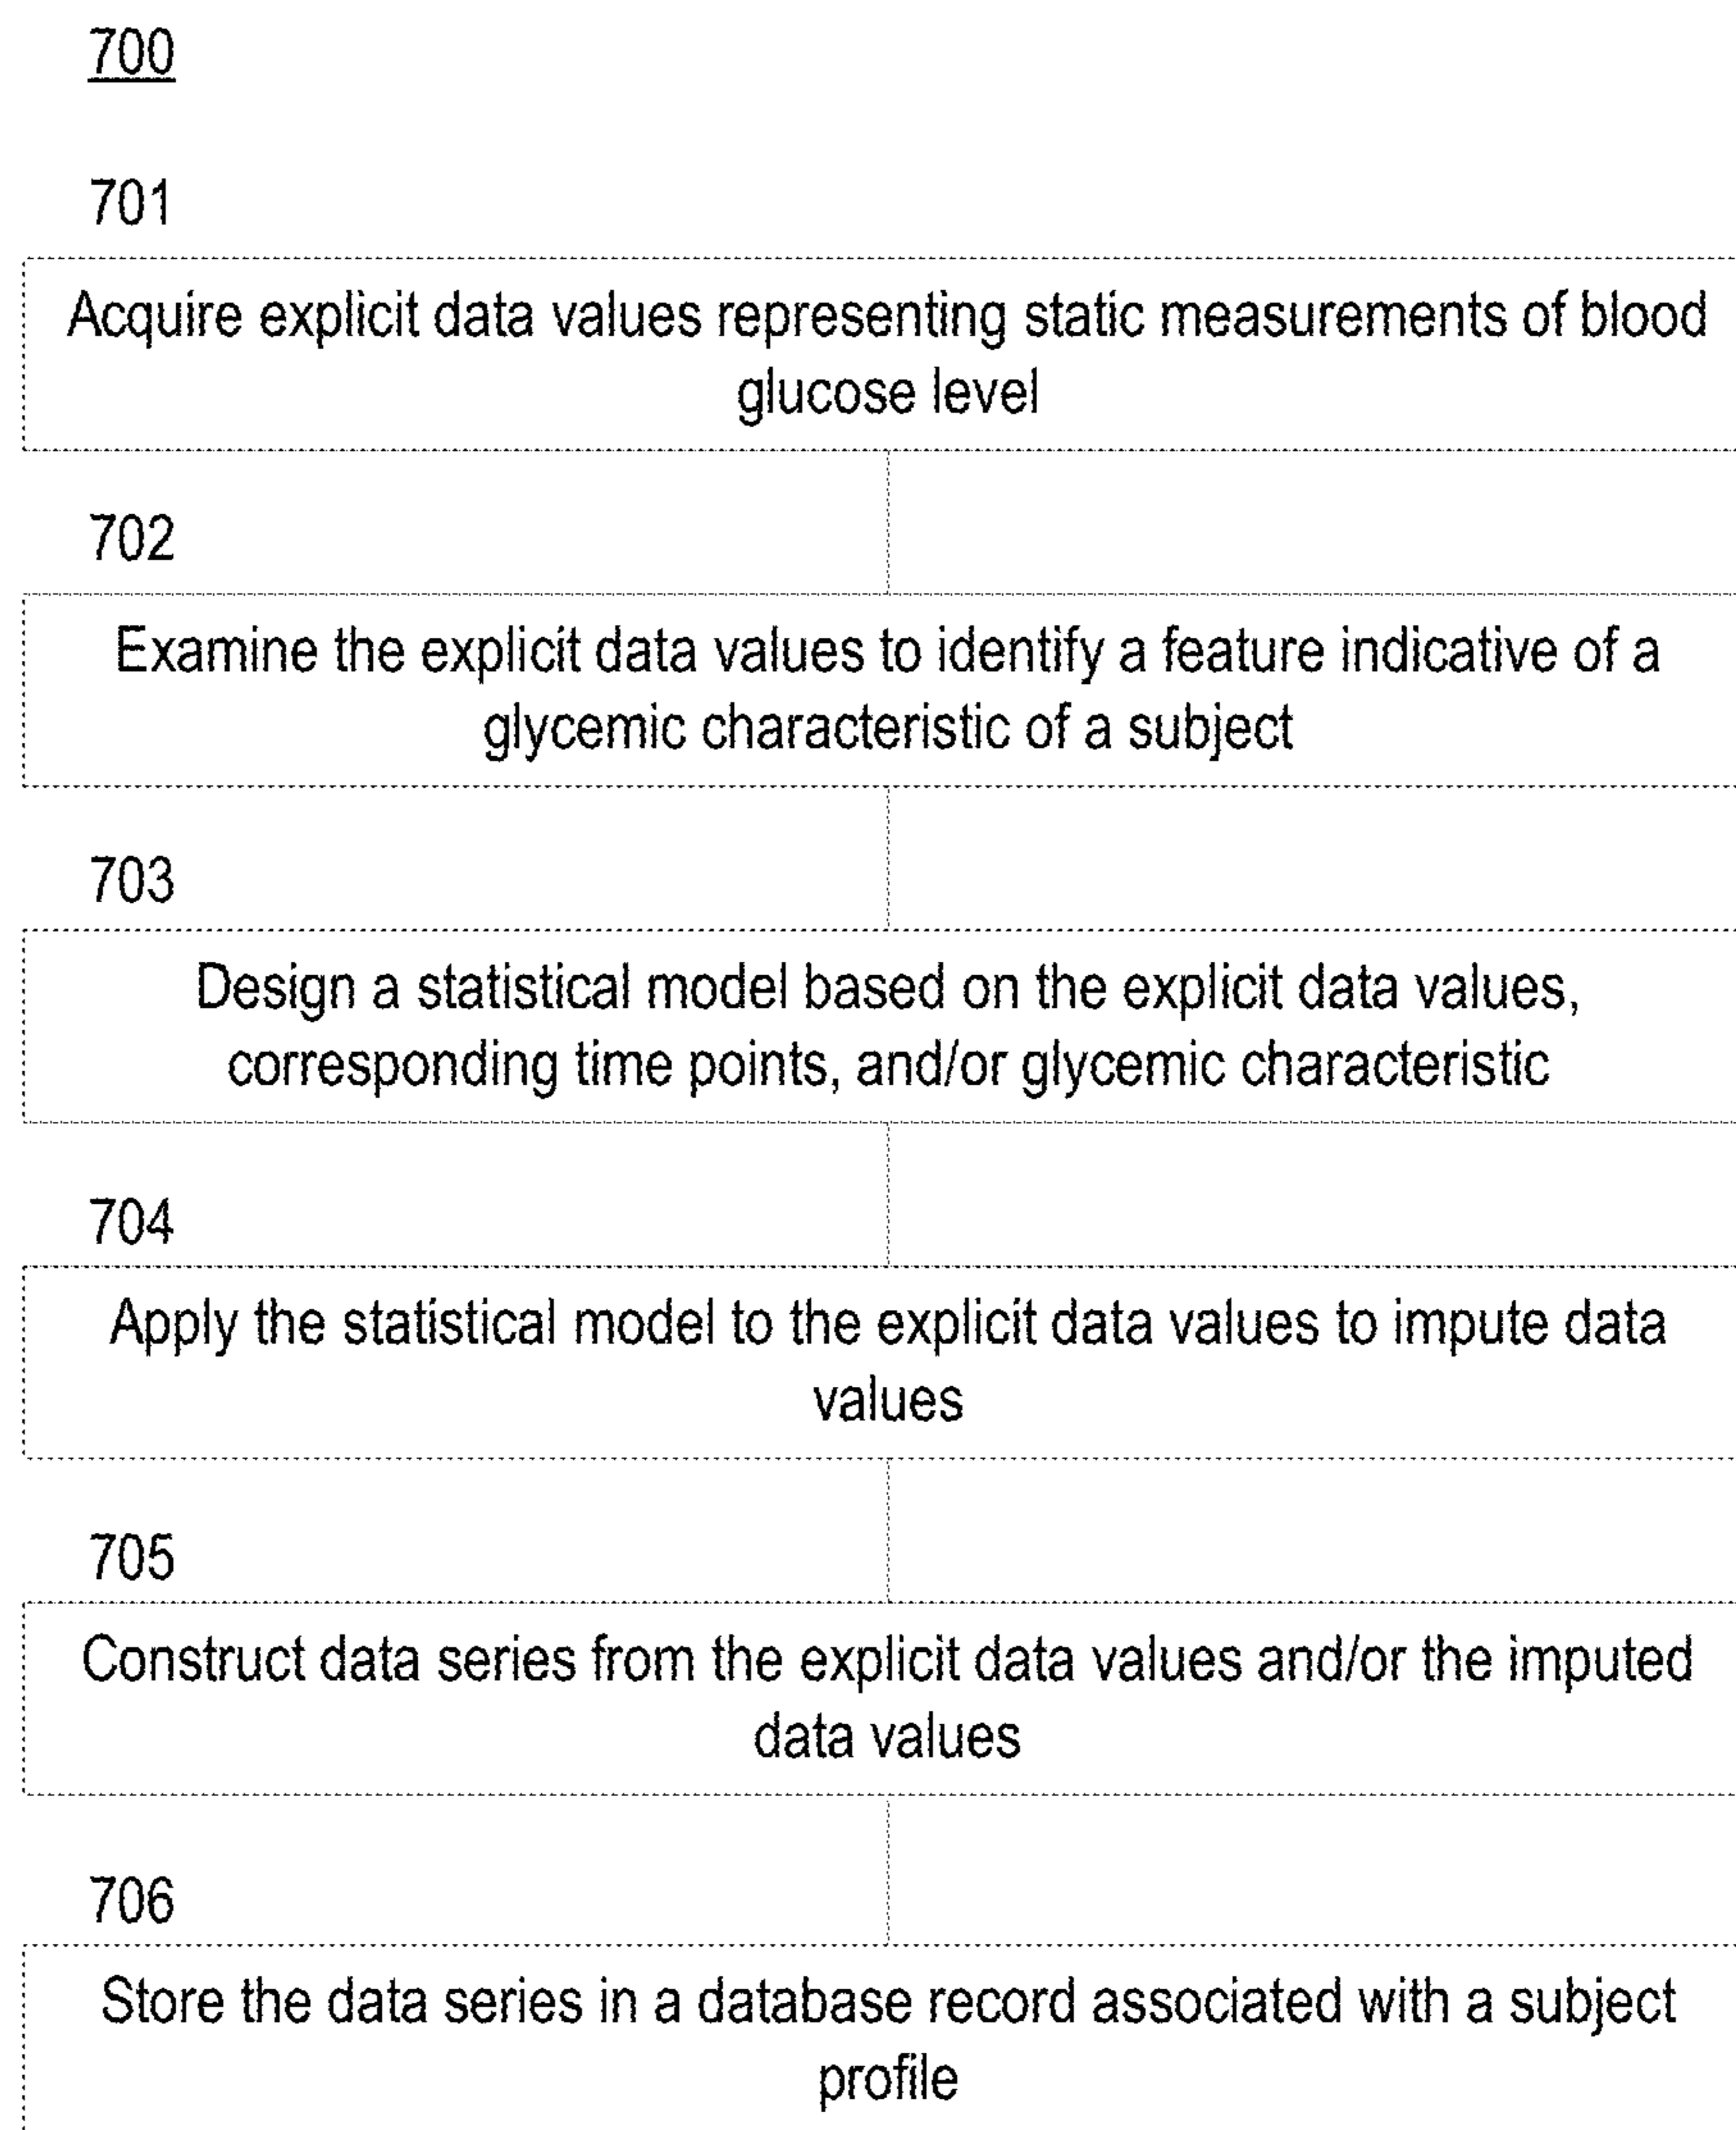 700
701
Acquire explicit data values representing static measurements of blood
glucose level
702
Examine the explicit data values to identify a feature indicative of a
glycemic characteristic of a subject
703
Design a statistical model based on the explicit data values,
corresponding time points, and/or glycemic characteristic
704
Apply the statistical model to the explicit data values to impute data
values
705
Construct data series from the explicit data values and/or the imputed
data values
706
Store the data series in a database record associated with a subject
profile